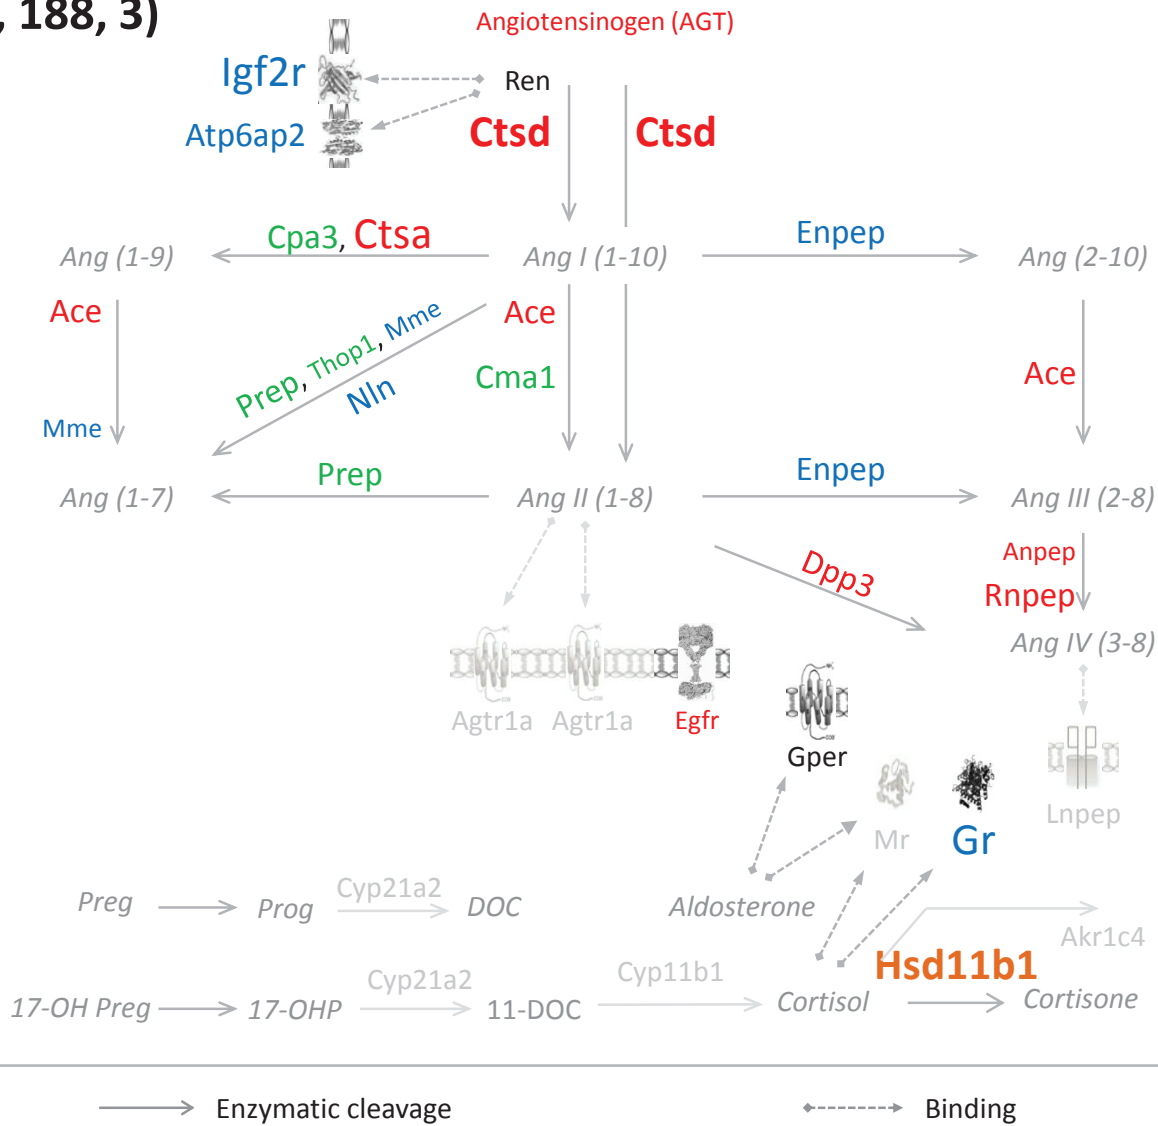 , 188, 3)
Angiotensinogen (AGT)
Igf2r
Ren
Atp6ap2
Ctsd
Ctsd
Cpa3, Ctsa
Enpep
Ang (1-9)
Ang I (1-10)
Ang (2-10)
Ace
Ace
Prep, Thop1, Mme
Nln
Cma1
Ace
Mme
Prep
Enpep
Ang (1-7)
Ang II (1-8)
Ang III (2-8)
Dpp3
Anpep
Rnpep
Ang IV (3-8)
Agtr1a
Agtr1a
Egfr
Gper
Lnpep
Mr
Gr
Preg
Prog
Cyp21a2
DOC
Aldosterone
Akr1c4
Hsd11b1
17-OH Preg
17-OHP
Cyp21a2
11-DOC
Cyp11b1
Cortisol
Cortisone
Enzymatic cleavage
Binding